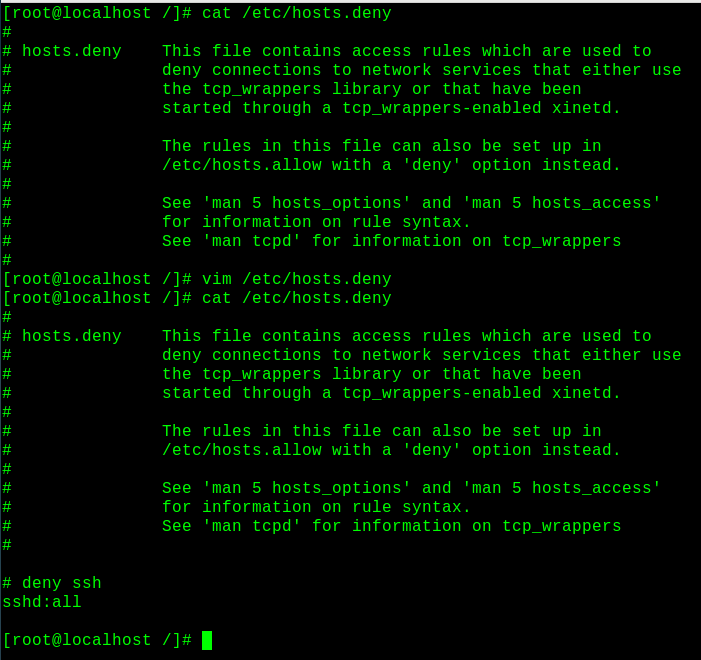 [root@localhost /]# cat /etc/hosts.deny
#
# hosts.deny    This file contains access rules which are used to
#               deny connections to network services that either use
#               the tcp_wrappers library or that have been
#               started through a tcp_wrappers-enabled xinetd.
#
#               The rules in this file can also be set up in
#               /etc/hosts.allow with a 'deny' option instead.
#
#               See 'man 5 hosts_options' and 'man 5 hosts_access'
#               for information on rule syntax.
#               See 'man tcpd' for information on tcp_wrappers
#
[root@localhost /]# vim /etc/hosts.deny
[root@localhost /]# cat /etc/hosts.deny
#
# hosts.deny    This file contains access rules which are used to
#               deny connections to network services that either use
#               the tcp_wrappers library or that have been
#               started through a tcp_wrappers-enabled xinetd.
#
#               The rules in this file can also be set up in
#               /etc/hosts.allow with a 'deny' option instead.
#
#               See 'man 5 hosts_options' and 'man 5 hosts_access'
#               for information on rule syntax.
#               See 'man tcpd' for information on tcp_wrappers
#

# deny ssh
sshd:all

[root@localhost /]#